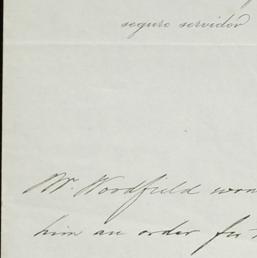 seguro servidor
Mr. Woodfield
him an order for